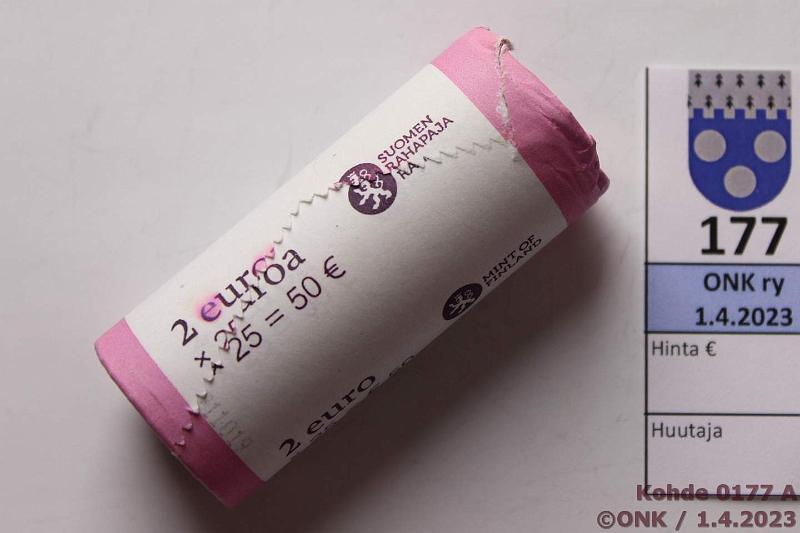 SUOMEN
RAHAPAJA
2 euroa
25 = 50 €
MINT OF
FINLAND
2 euro
177
ONK ry
1.4.2023
Hinta €
Huutaja
Kohde 0177 A
©ONK / 1.4.2023